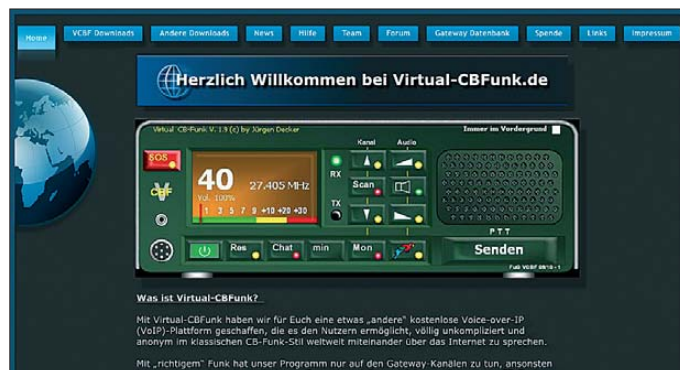 Home
VCBF Downloads
Andere Downloads
News
Hilfe
Team
Forum
Gateway Datenbank
Spende
Links
Impressum
Herzlich Willkommen bei Virtual-CBFunk.de
Virtual CB-Funk V. 1.9 (c) by Jürgen Decker
Immer im Vordergrund
Kanal
Audio
SOS
CBF
40
27.405 MHz
Vol. 100%
1 3 5 7 9 +10 +20 +30
RX
Scan
TX
PTT
Res
Chat
min
Mon
Senden
Was ist Virtual-CBFunk?
Mit Virtual-CBFunk haben wir für Euch eine etwas „andere" kostenlose Voice-over-IP
(VoIP)-Plattform geschaffen, die es den Nutzern ermöglicht, völlig unkompliziert und
anonym im klassischen CB-Funk-Stil weltweit miteinander über das Internet zu sprechen.
Mit „richtigem" Funk hat unser Programm nur auf den Gateway-Kanälen zu tun, ansonsten